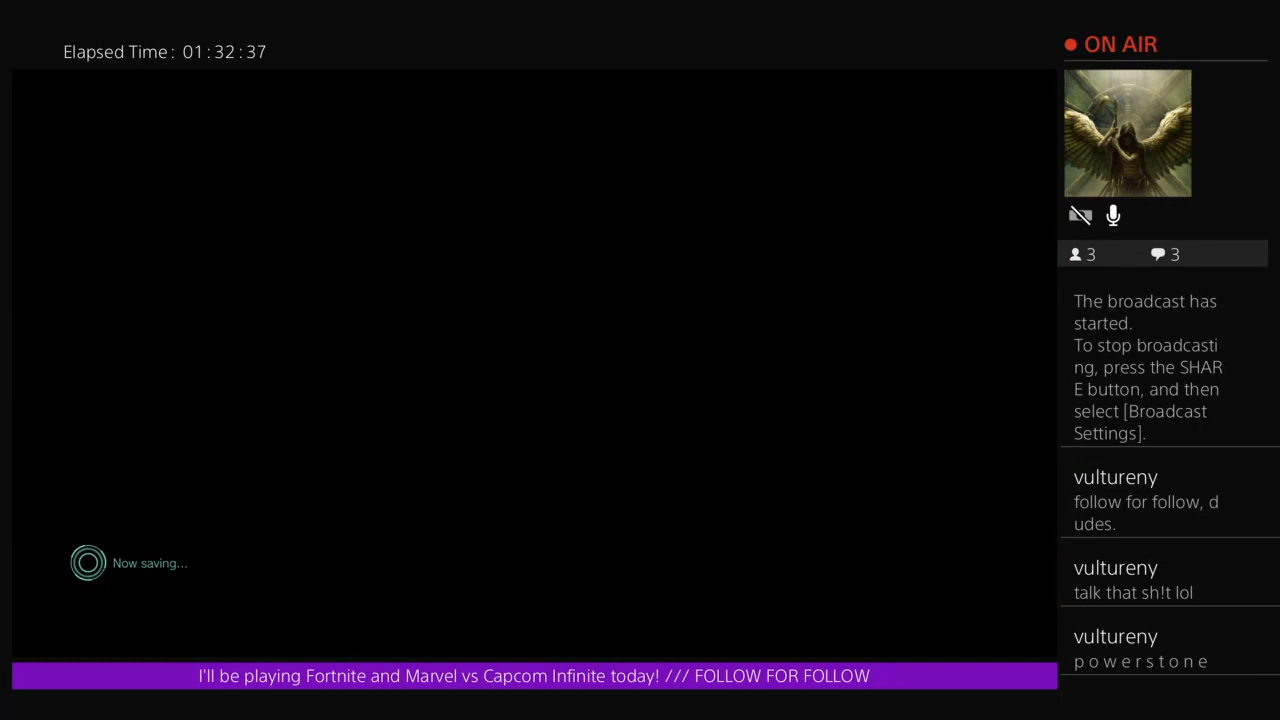 Elapsed Time: 01:32:37
ON AIR
3 3
The broadcast has
started.
To stop broadcasti
ng, press the SHAR
E button, and then
select [Broadcast
Settings].
vultureny
follow for follow, d
udes.
vultureny
talk that sh!t lol
vultureny
p o w e r s t o n e
Now saving...
I'll be playing Fortnite and Marvel vs Capcom Infinite today! /// FOLLOW FOR FOLLOW